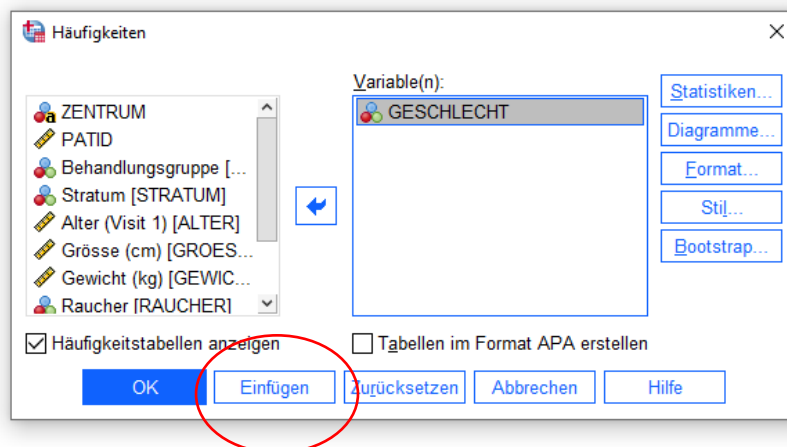 Häufigkeiten
Variable(n):
ZENTRUM
PATID
Behandlungsgruppe [...
Stratum [STRATUM]
Alter (Visit 1) [ALTER]
Grösse (cm) [GROES...
Gewicht (kg) [GEWIC...
Raucher [RAUCHER]
GESCHLECHT
Statistiken...
Diagramme...
Format...
Stil...
Bootstrap...
Häufigkeitstabellen anzeigen
Tabellen im Format APA erstellen
OK Einfügen Zurücksetzen Abbrechen Hilfe